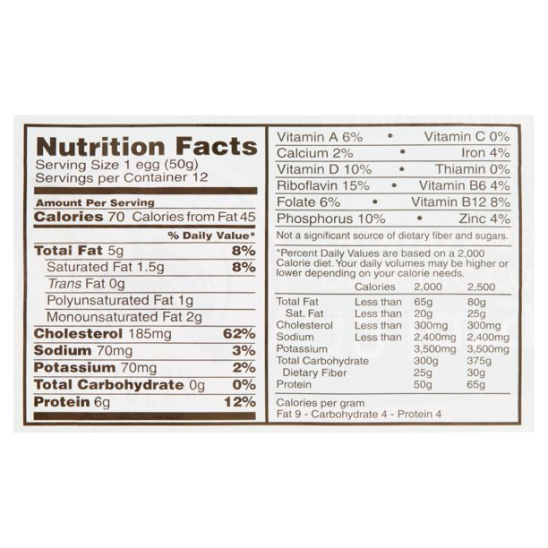 Nutrition Facts
Serving Size 1 egg (50g)
Servings per Container 12
Amount Per Serving
Calories 70 Calories from Fat 45
% Daily Value*
Total Fat 5g 8%
Saturated Fat 1.5g 8%
Trans Fat 0g
Polyunsaturated Fat 1g
Monounsaturated Fat 2g
Cholesterol 185mg 62%
Sodium 70mg 3%
Potassium 70mg 2%
Total Carbohydrate 0g 0%
Protein 6g 12%
Vitamin A 6% • Vitamin C 0%
Calcium 2% • Iron 4%
Vitamin D 10% • Thiamin 0%
Riboflavin 15% • Vitamin B6 4%
Folate 6% • Vitamin B12 8%
Phosphorus 10% • Zinc 4%
Not a significant source of dietary fiber and sugars.
*Percent Daily Values are based on a 2,000
Calorie diet. Your daily volumes may be higher or
lower depending on your calorie needs.
Calories 2,000 2,500
Total Fat Less than 65g 80g
Sat. Fat Less than 20g 25g
Cholesterol Less than 300mg 300mg
Sodium Less than 2,400mg 2,400mg
Potassium 3,500mg 3,500mg
Total Carbohydrate 300g 375g
Dietary Fiber 25g 30g
Protein 50g 65g
Calories per gram
Fat 9 - Carbohydrate 4 - Protein 4